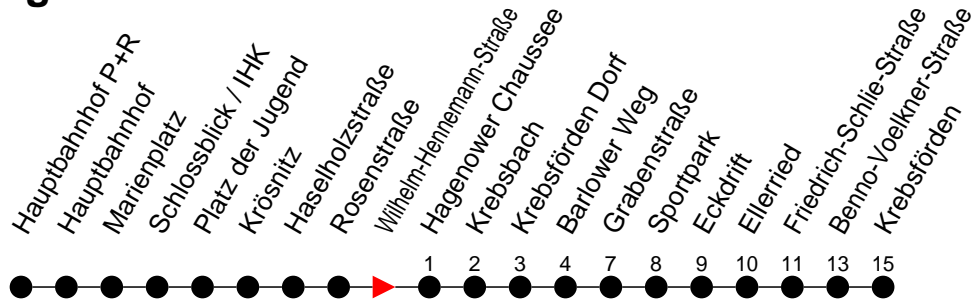 Hauptbahnhof P+R
Hauptbahnhof
Marienplatz
Schlossblick / IHK
Platz der Jugend
Krösnitz
Haselholzstraße
Rosenstraße
Wilhelm-Hennemann-Straße
Hagenower Chaussee
Krebsbach
Krebsförden Dorf
Barlower Weg
Grabenstraße
Sportpark
Eckdrift
Ellerried
Friedrich-Schlie-Straße
Benno-Voelkner-Straße
Krebsförden
1 2 3 4 7 8 9 10 11 13 15